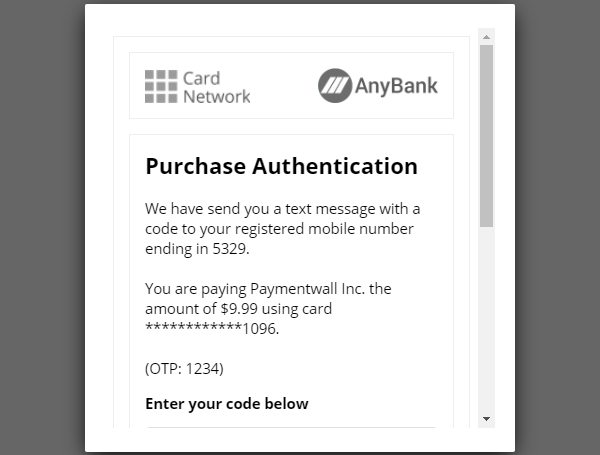 Card
Network
AnyBank
Purchase Authentication
We have send you a text message with a
code to your registered mobile number
ending in 5329.
You are paying Paymentwall Inc. the
amount of $9.99 using card
************1096.
(OTP: 1234)
Enter your code below